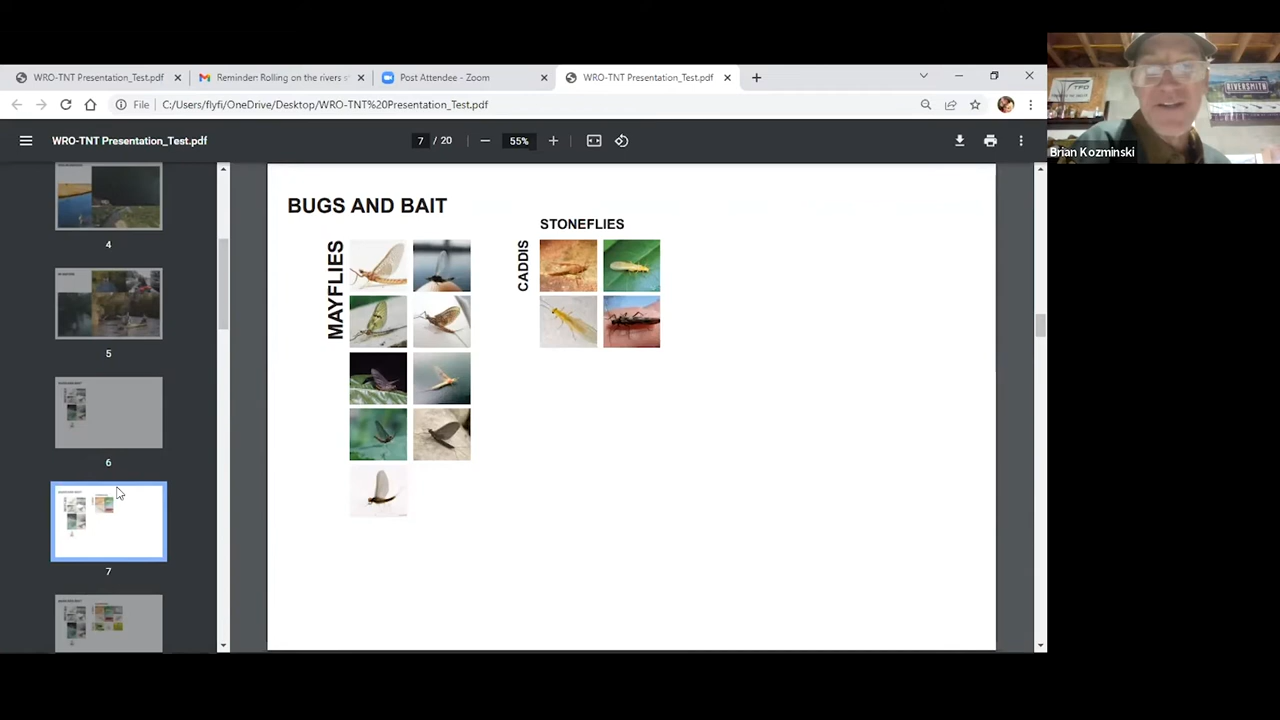 WRO-TNT Presentation_Test.pdf
Reminder: Rolling on the rivers s
Post Attendee - Zoom
WRO-TNT Presentation_Test.pdf
File
C:/Users/flyfi/OneDrive/Desktop/WRO-TNT%20Presentation_Test.pdf
WRO-TNT Presentation_Test.pdf
7 / 20
55%
4
5
6
7
BUGS AND BAIT
MAYFLIES
STONEFLIES
CADDIS
RIVERSMITH
TFO
Brian Kozminski